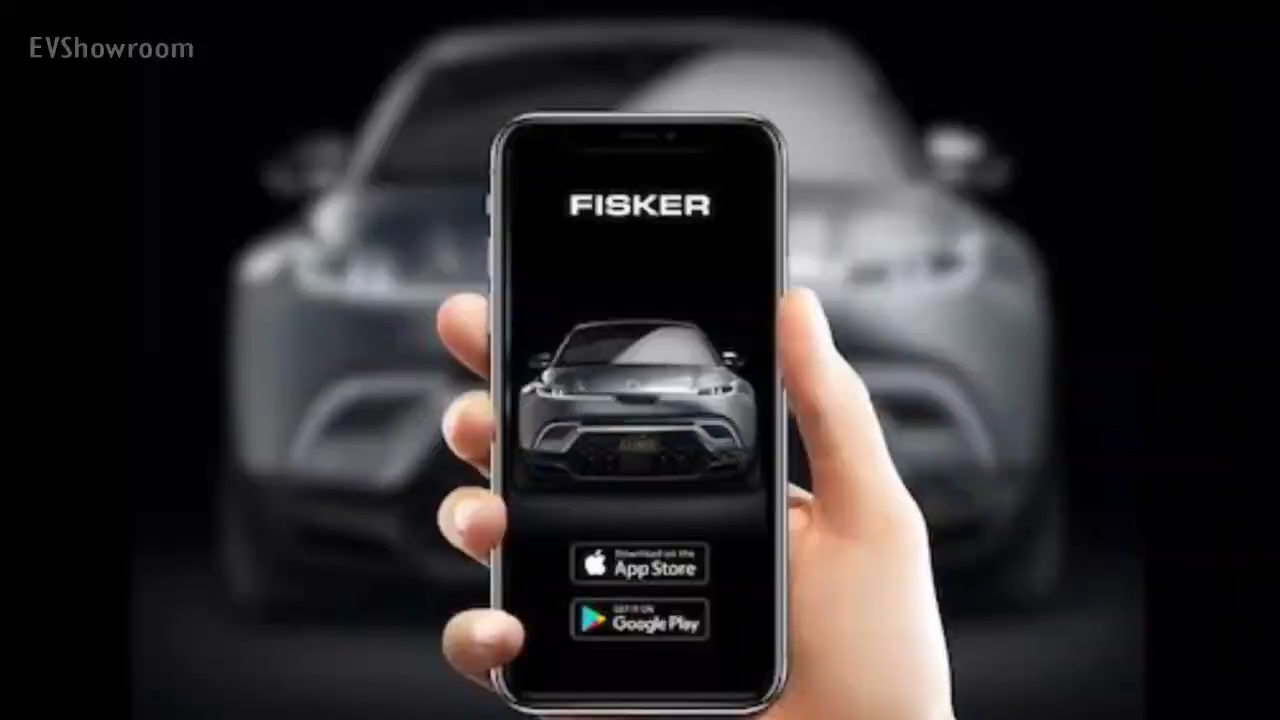 EVShowroom
FISKER
Download on the
App Store
GET IT ON
Google Play